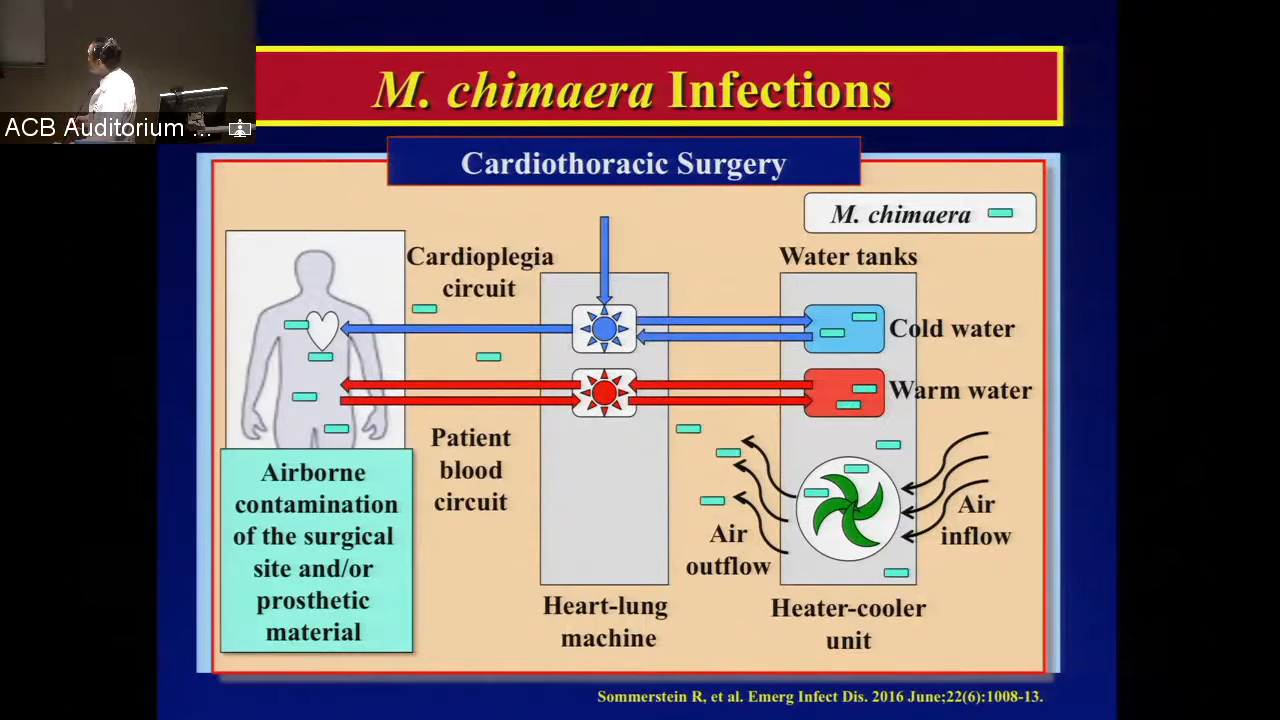 ACB Auditorium ...
M. chimaera Infections
Cardiothoracic Surgery
M. chimaera
Cardioplegia
circuit
Water tanks
Cold water
Warm water
Patient
blood
circuit
Airborne
contamination
of the surgical
site and/or
prosthetic
material
Air
outflow
Air
inflow
Heart-lung
machine
Heater-cooler
unit
Sommerstein R, et al. Emerg Infect Dis. 2016 June;22(6):1008-13.